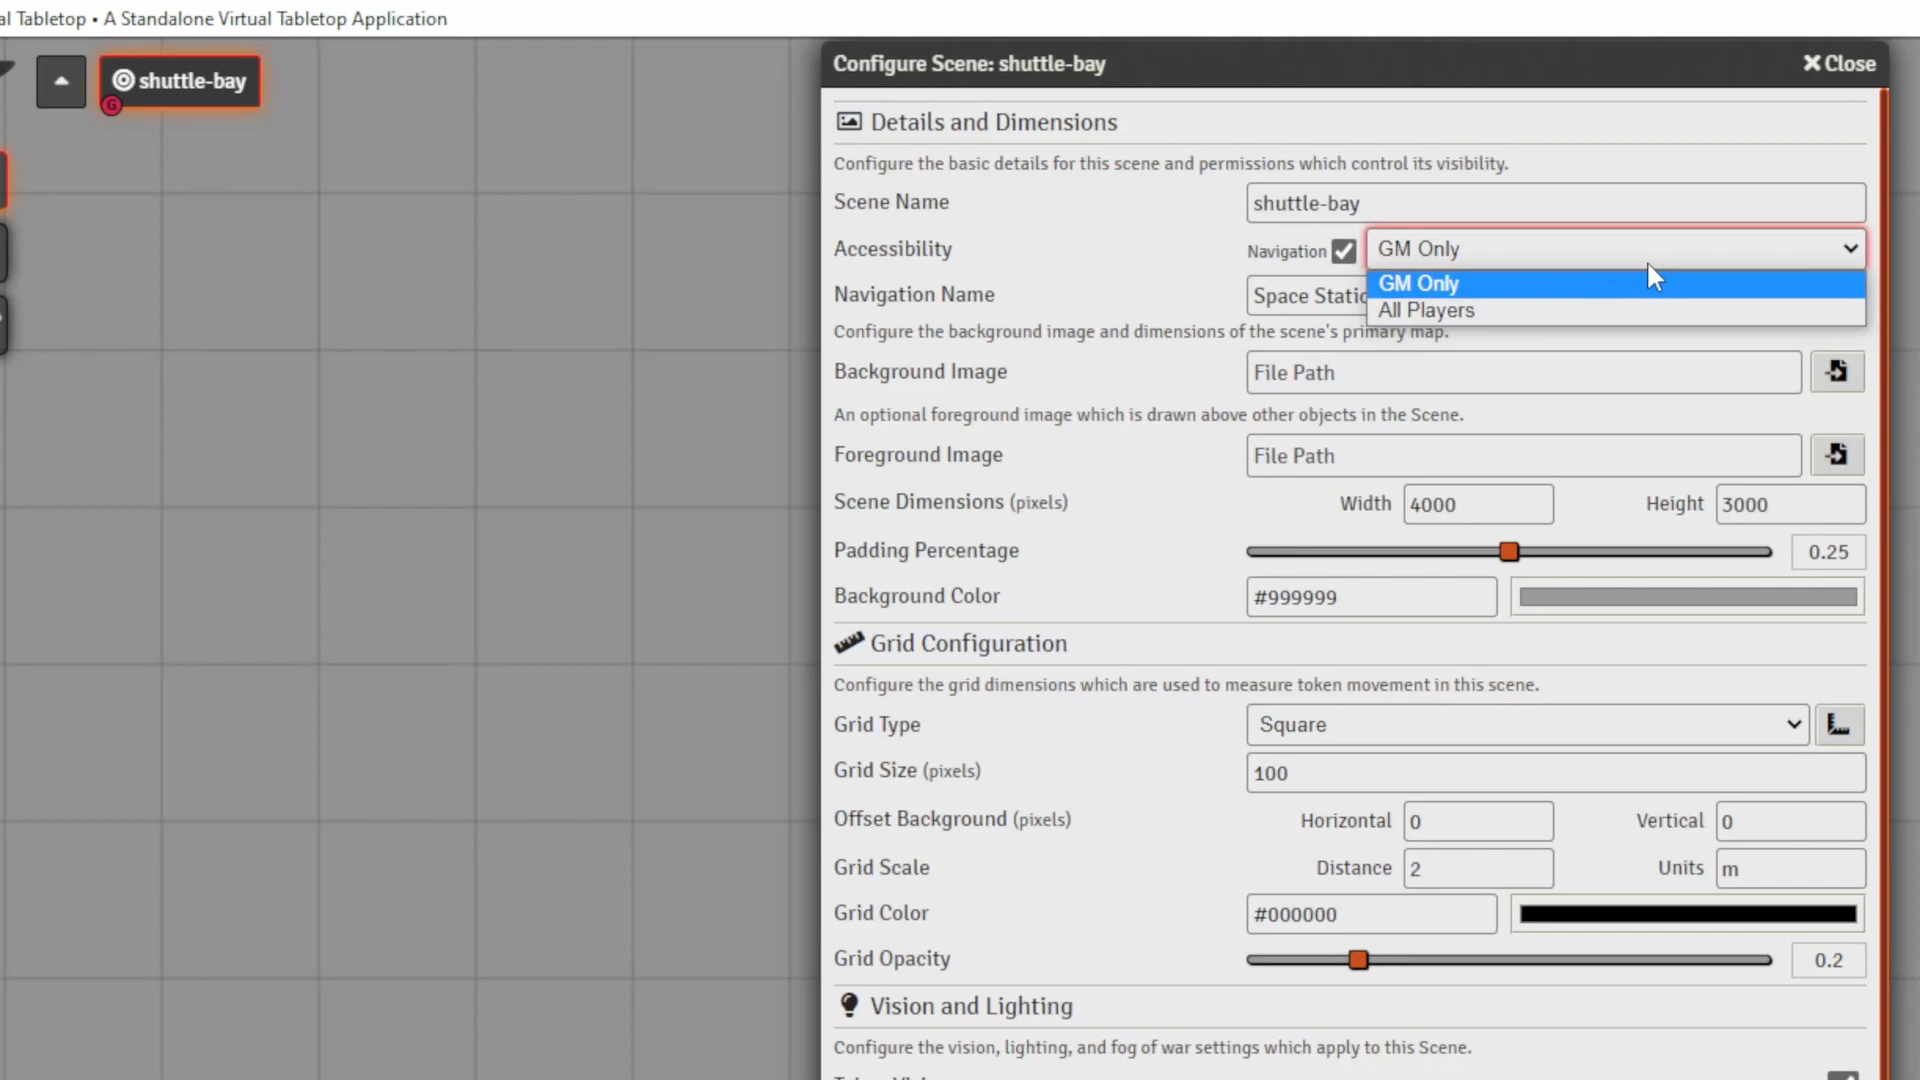 al Tabletop • A Standalone Virtual Tabletop Application
shuttle-bay
G
Configure Scene: shuttle-bay
Close
Details and Dimensions
Configure the basic details for this scene and permissions which control its visibility.
Scene Name shuttle-bay
Accessibility Navigation GM Only
GM Only
All Players
Navigation Name Space Static
Configure the background image and dimensions of the scene's primary map.
Background Image File Path
An optional foreground image which is drawn above other objects in the Scene.
Foreground Image File Path
Scene Dimensions (pixels) Width 4000 Height 3000
Padding Percentage 0.25
Background Color #999999
Grid Configuration
Configure the grid dimensions which are used to measure token movement in this scene.
Grid Type Square
Grid Size (pixels) 100
Offset Background (pixels) Horizontal 0 Vertical 0
Grid Scale Distance 2 Units m
Grid Color #000000
Grid Opacity 0.2
Vision and Lighting
Configure the vision, lighting, and fog of war settings which apply to this Scene.